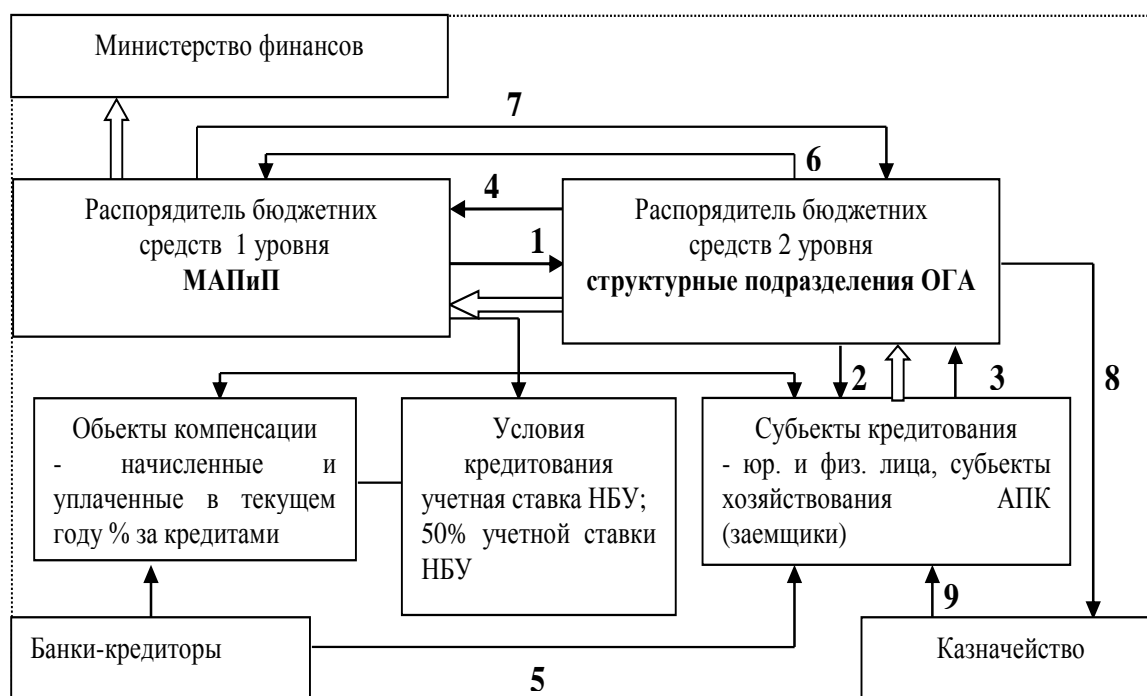 Министерство финансов
7
6
Распорядитель бюджетних
средств 1 уровня
МАПиП
4
1
Распорядитель бюджетних
средств 2 уровня
структурные подразделения ОГА
2
3
8
Обьекты компенсации
- начисленные и
уплаченные в текущем
году % за кредитами
Условия
кредитования
учетная ставка НБУ;
50% учетной ставки
НБУ
Субьекты кредитования
- юр. и физ. лица, субьекты
хозяйствования АПК
(заемщики)
9
Банки-кредиторы
5
Казначейство